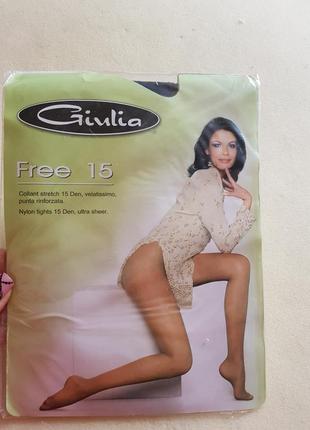 Giulia
Free 15
Collant stretch 15 Den, velatissimo,
punta rinforzata.
Nylon tights 15 Den, ultra sheer.